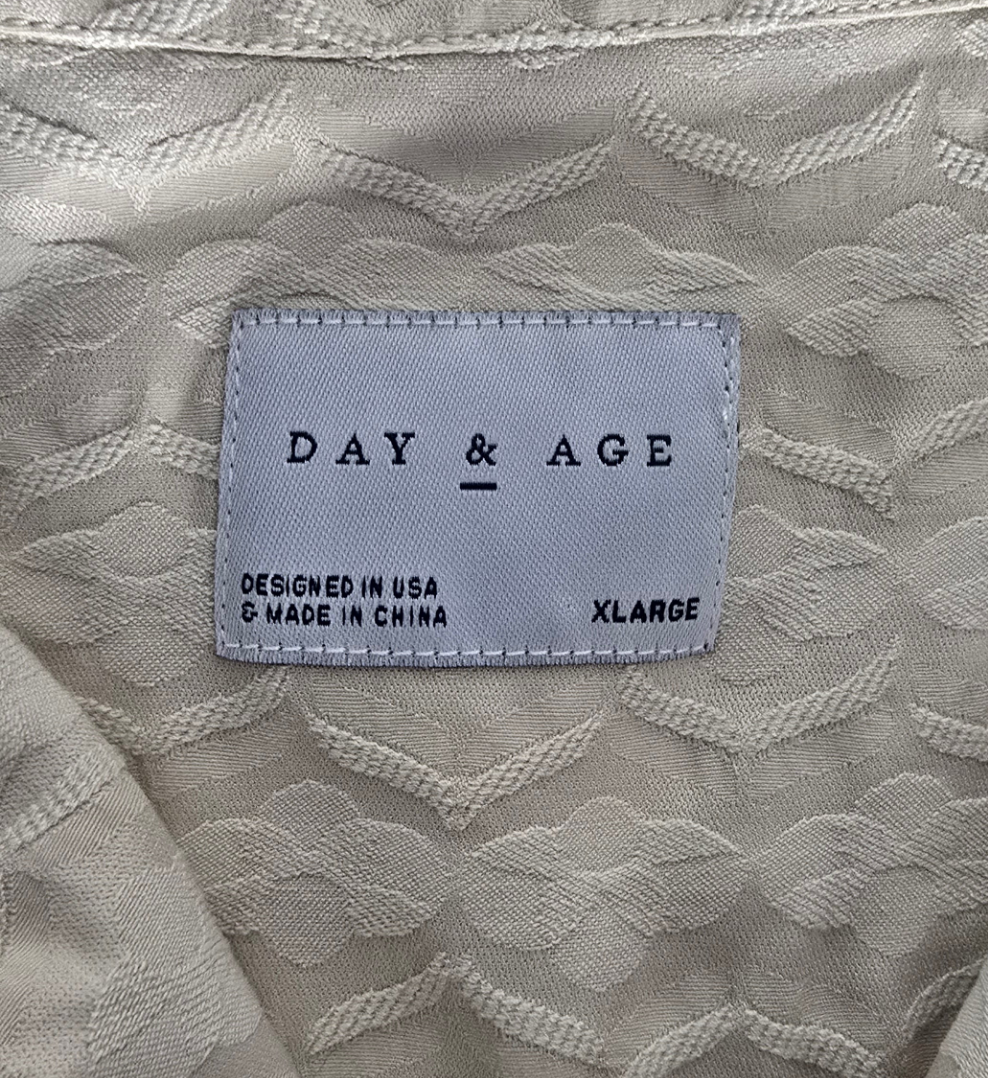 DAY & AGE
DESIGNED IN USA
& MADE IN CHINA
XLARGE